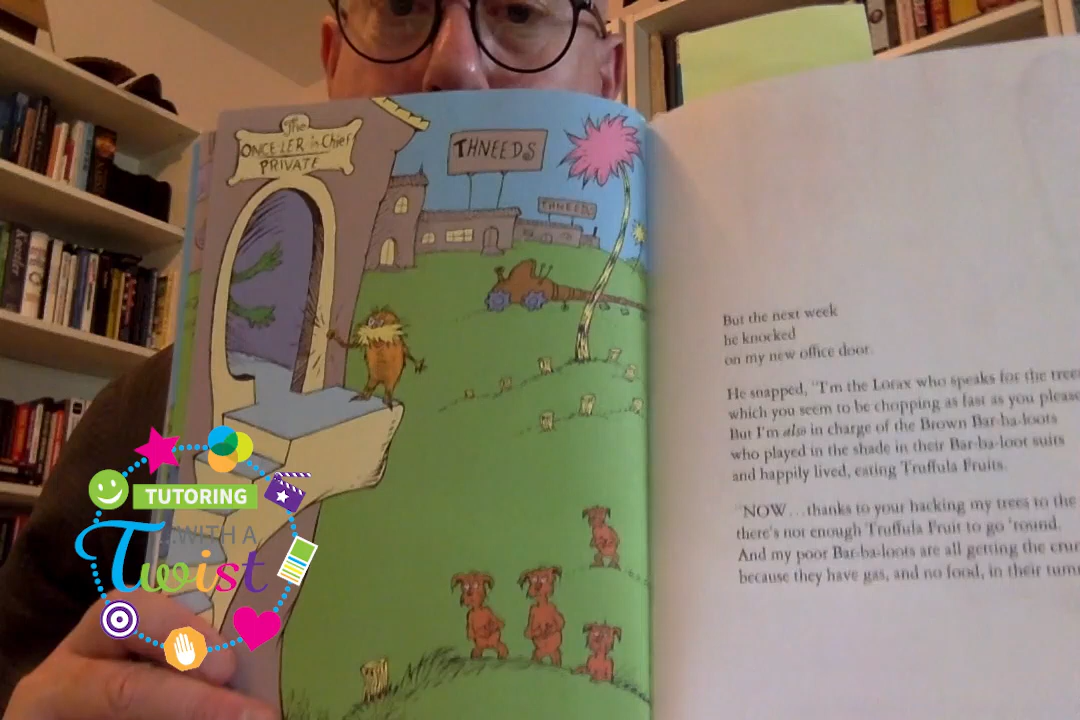 The
ONCE-LER in-Chief
PRIVATE
THNEEDS
THNEEDS
But the next week
he knocked
on my new office door.
He snapped, "I'm the Lorax who speaks for the trees
which you seem to be chopping as fast as you please
But I'm also in charge of the Brown Bar-ba-loots
who played in the shade in their Bar-ba-loot suits
and happily lived, eating Truffula Fruits.
"NOW...thanks to your hacking my trees to the
there's not enough Truffula Fruit to go 'round.
And my poor Bar-ba-loots are all getting the
because they have gas, and no food, in their
TUTORING
WITH A
Twist